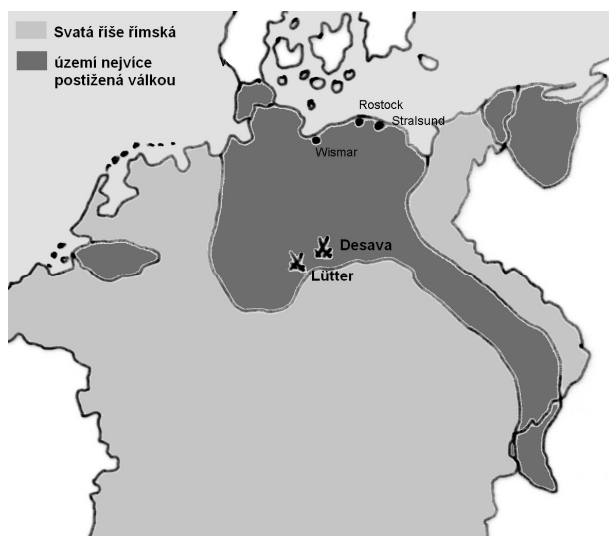 Svatá říše římská
území nejvíce
postižená válkou
Rostock
Stralsund
Wismar
Desava
Lütter